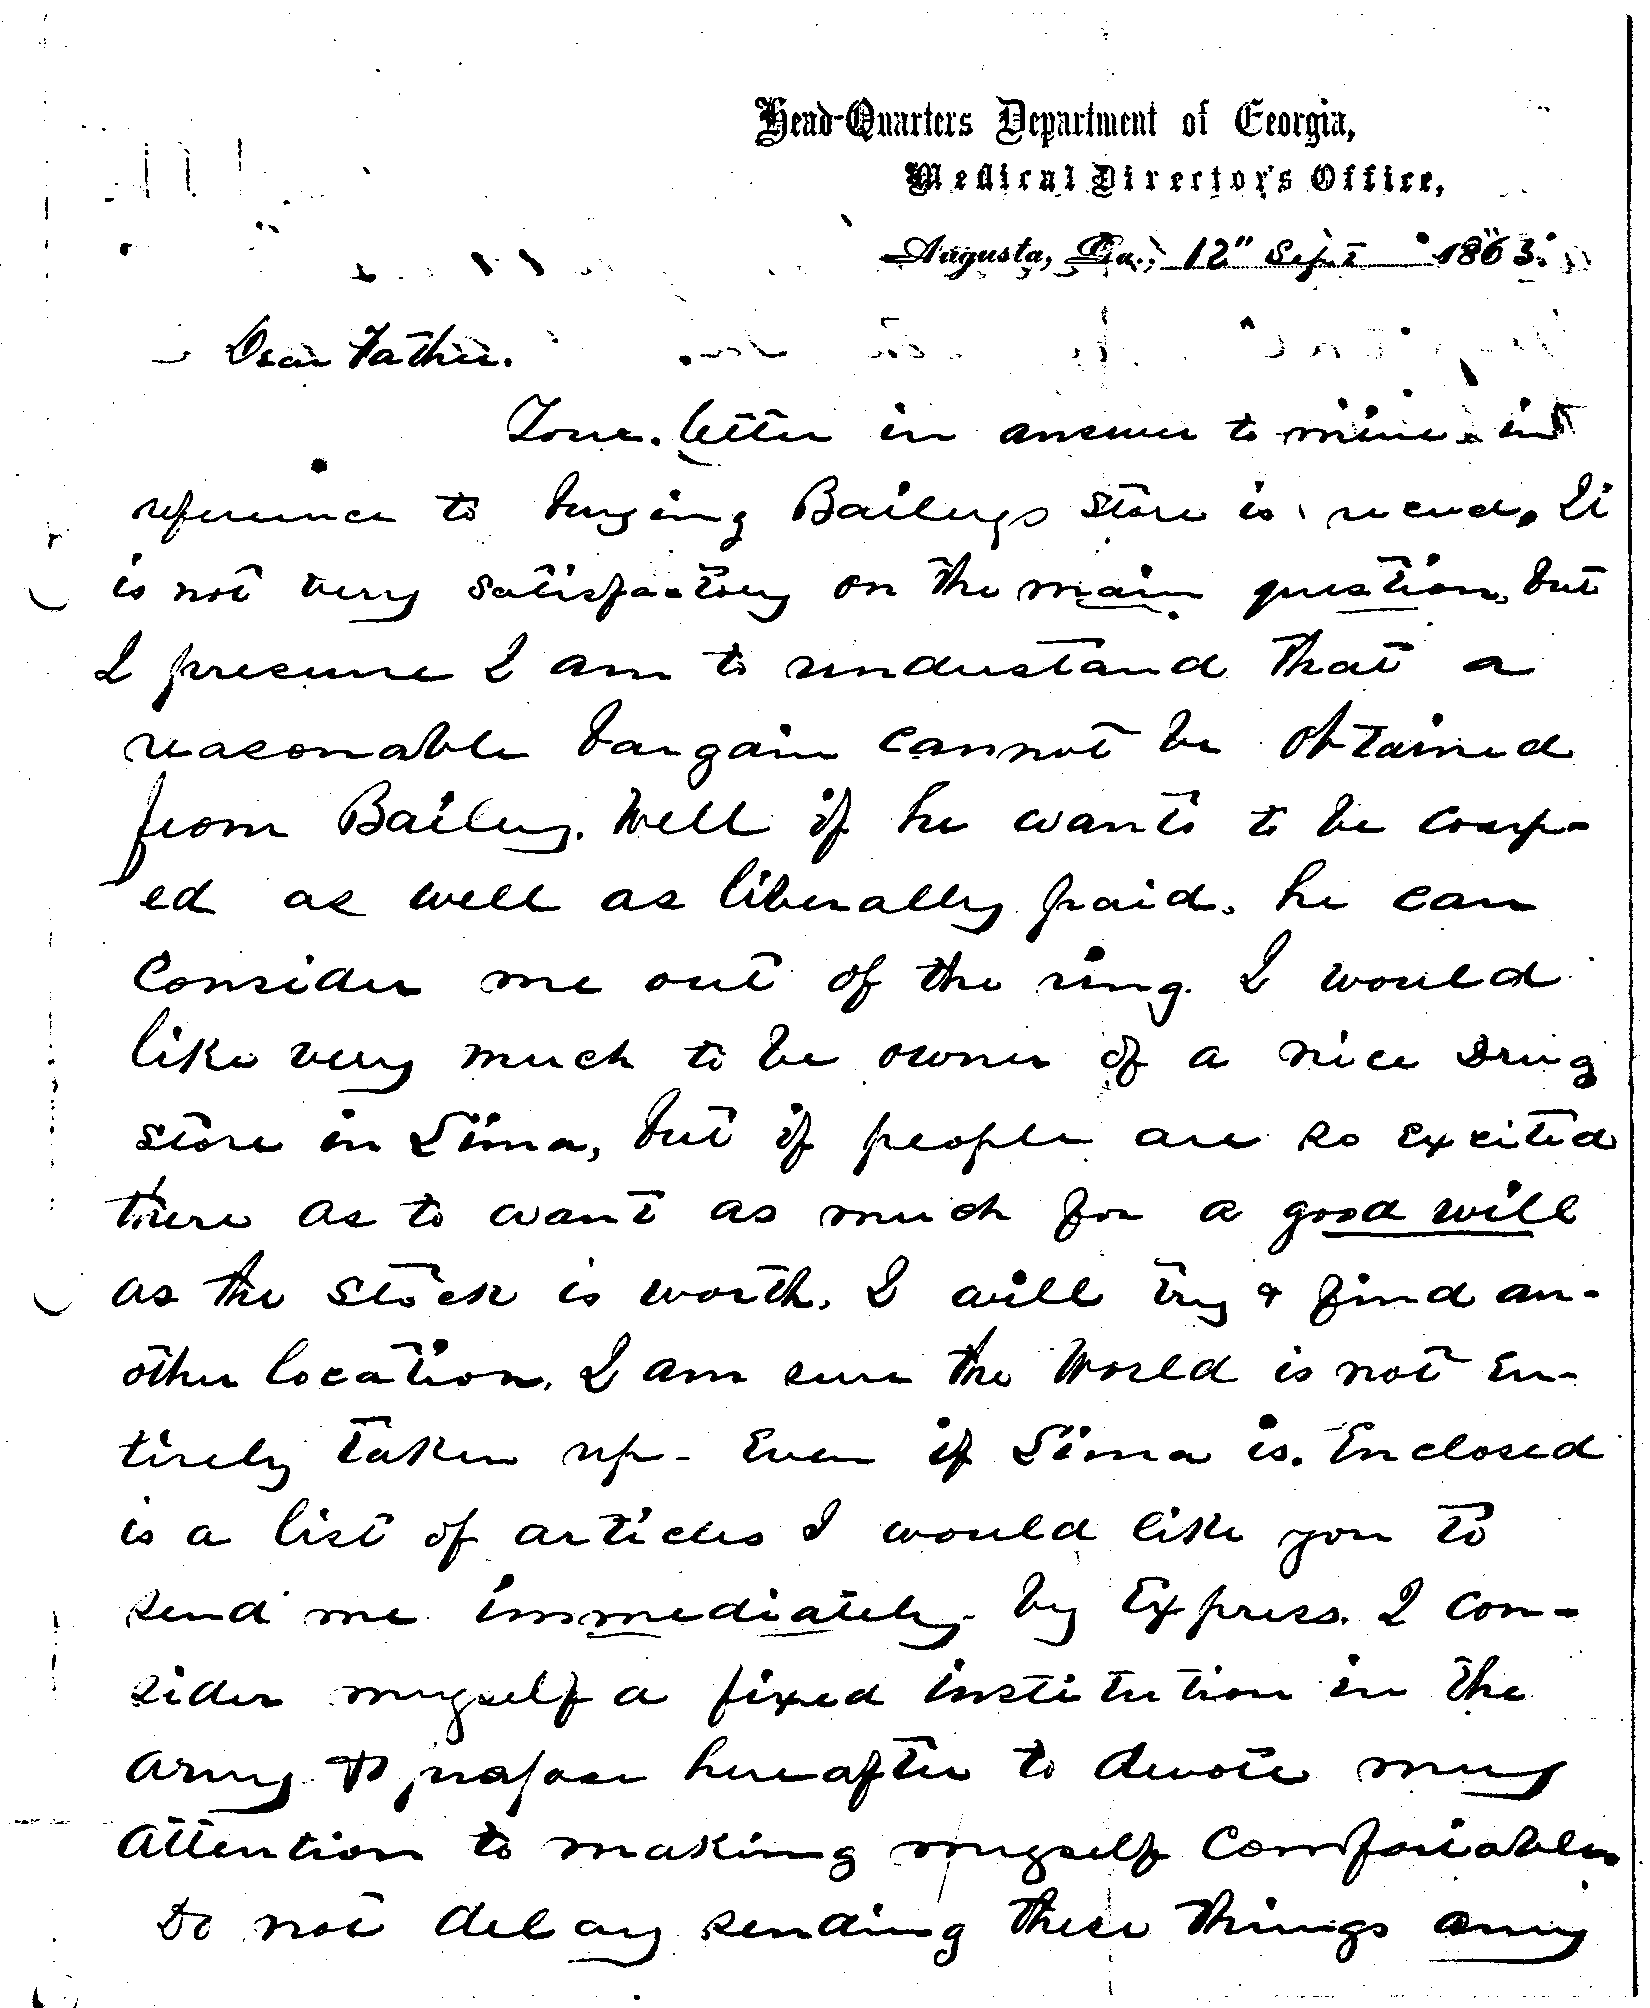 Head-Quarters Department of Georgia,
Medical Director's Office,
Augusta, Ga., 12" Sept 1863.
Dear Father.
Your letter in answer to mine in
reference to buying Baileys store is recvd. It
is not very satisfactory on the main question, but
I presume I am to understand that a
reasonable bargain cannot be obtained
from Bailey. Well if he wants to be
ed as well as liberally paid, he can
Consider me out of the ring. I would
like very much to be owner of a nice Drug
store in Lima, but if people are so excited
there as to want as much for a good will
as the stock is worth, I will try & find an-
other location. I am sure the World is not en-
tirely taken up - Even if Lima is. Enclosed
is a list of articles I would like you to
send me immediately by Express. I con-
sider myself a fixed institution in the
army & propose hereafter to devote my
attention to making myself Comfortable
Do not delay sending these things any